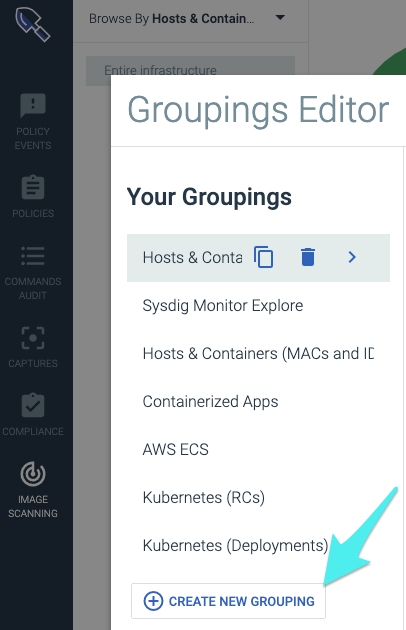 Browse By Hosts & Contain...
Entire infrastructure
Groupings Editor
POLICY
EVENTS
POLICIES
COMMANDS
AUDIT
CAPTURES
COMPLIANCE
IMAGE
SCANNING
Your Groupings
Hosts & Conta
Sysdig Monitor Explore
Hosts & Containers (MACs and ID
Containerized Apps
AWS ECS
Kubernetes (RCs)
Kubernetes (Deployments)
CREATE NEW GROUPING